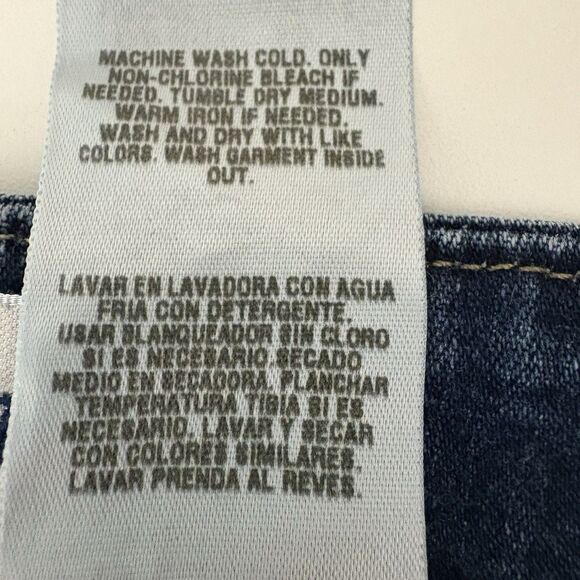 MACHINE WASH COLD. ONLY
NON-CHLORINE BLEACH IF
NEEDED. TUMBLE DRY MEDIUM.
WARM IRON IF NEEDED.
WASH AND DRY WITH LIKE
COLORS. WASH GARMENT INSIDE
OUT.
LAVAR EN LAVADORA CON AGUA
FRIA CON DETERGENTE.
USAR BLANQUEADOR SIN CLORO
SI ES NECESARIO SECADO
MEDIO EN SECADORA. PLANCHAR
TEMPERATURA TIBIA SI ES
NECESARIO. LAVAR Y SECAR
CON COLORES SIMILARES.
LAVAR PRENDA AL REVES.